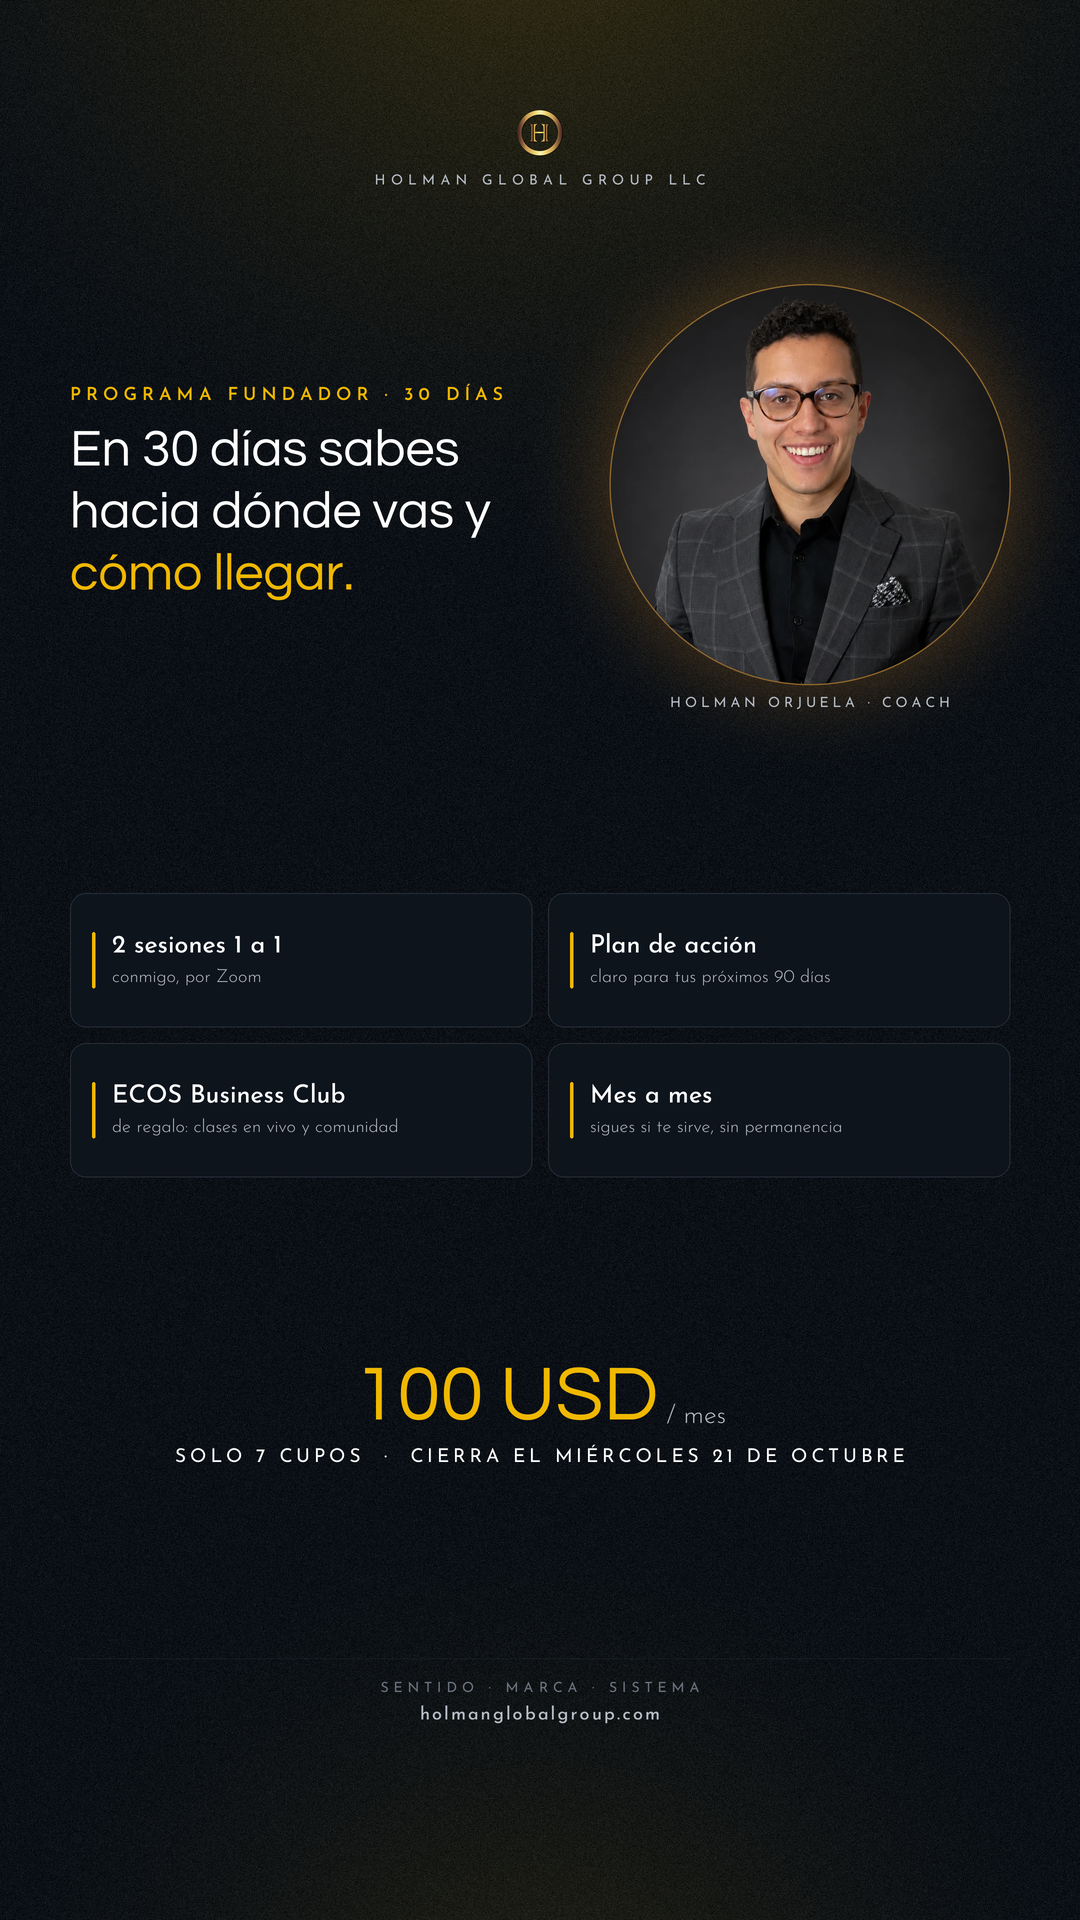 H
HOLMAN GLOBAL GROUP LLC
PROGRAMA FUNDADOR · 30 DÍAS
En 30 días sabes
hacia dónde vas y
cómo llegar.
HOLMAN ORJUELA · COACH
2 sesiones 1 a 1
conmigo, por Zoom
Plan de acción
claro para tus próximos 90 días
ECOS Business Club
de regalo: clases en vivo y comunidad
Mes a mes
sigues si te sirve, sin permanencia
100 USD / mes
SOLO 7 CUPOS · CIERRA EL MIÉRCOLES 21 DE OCTUBRE
SENTIDO · MARCA · SISTEMA
holmanglobalgroup.com